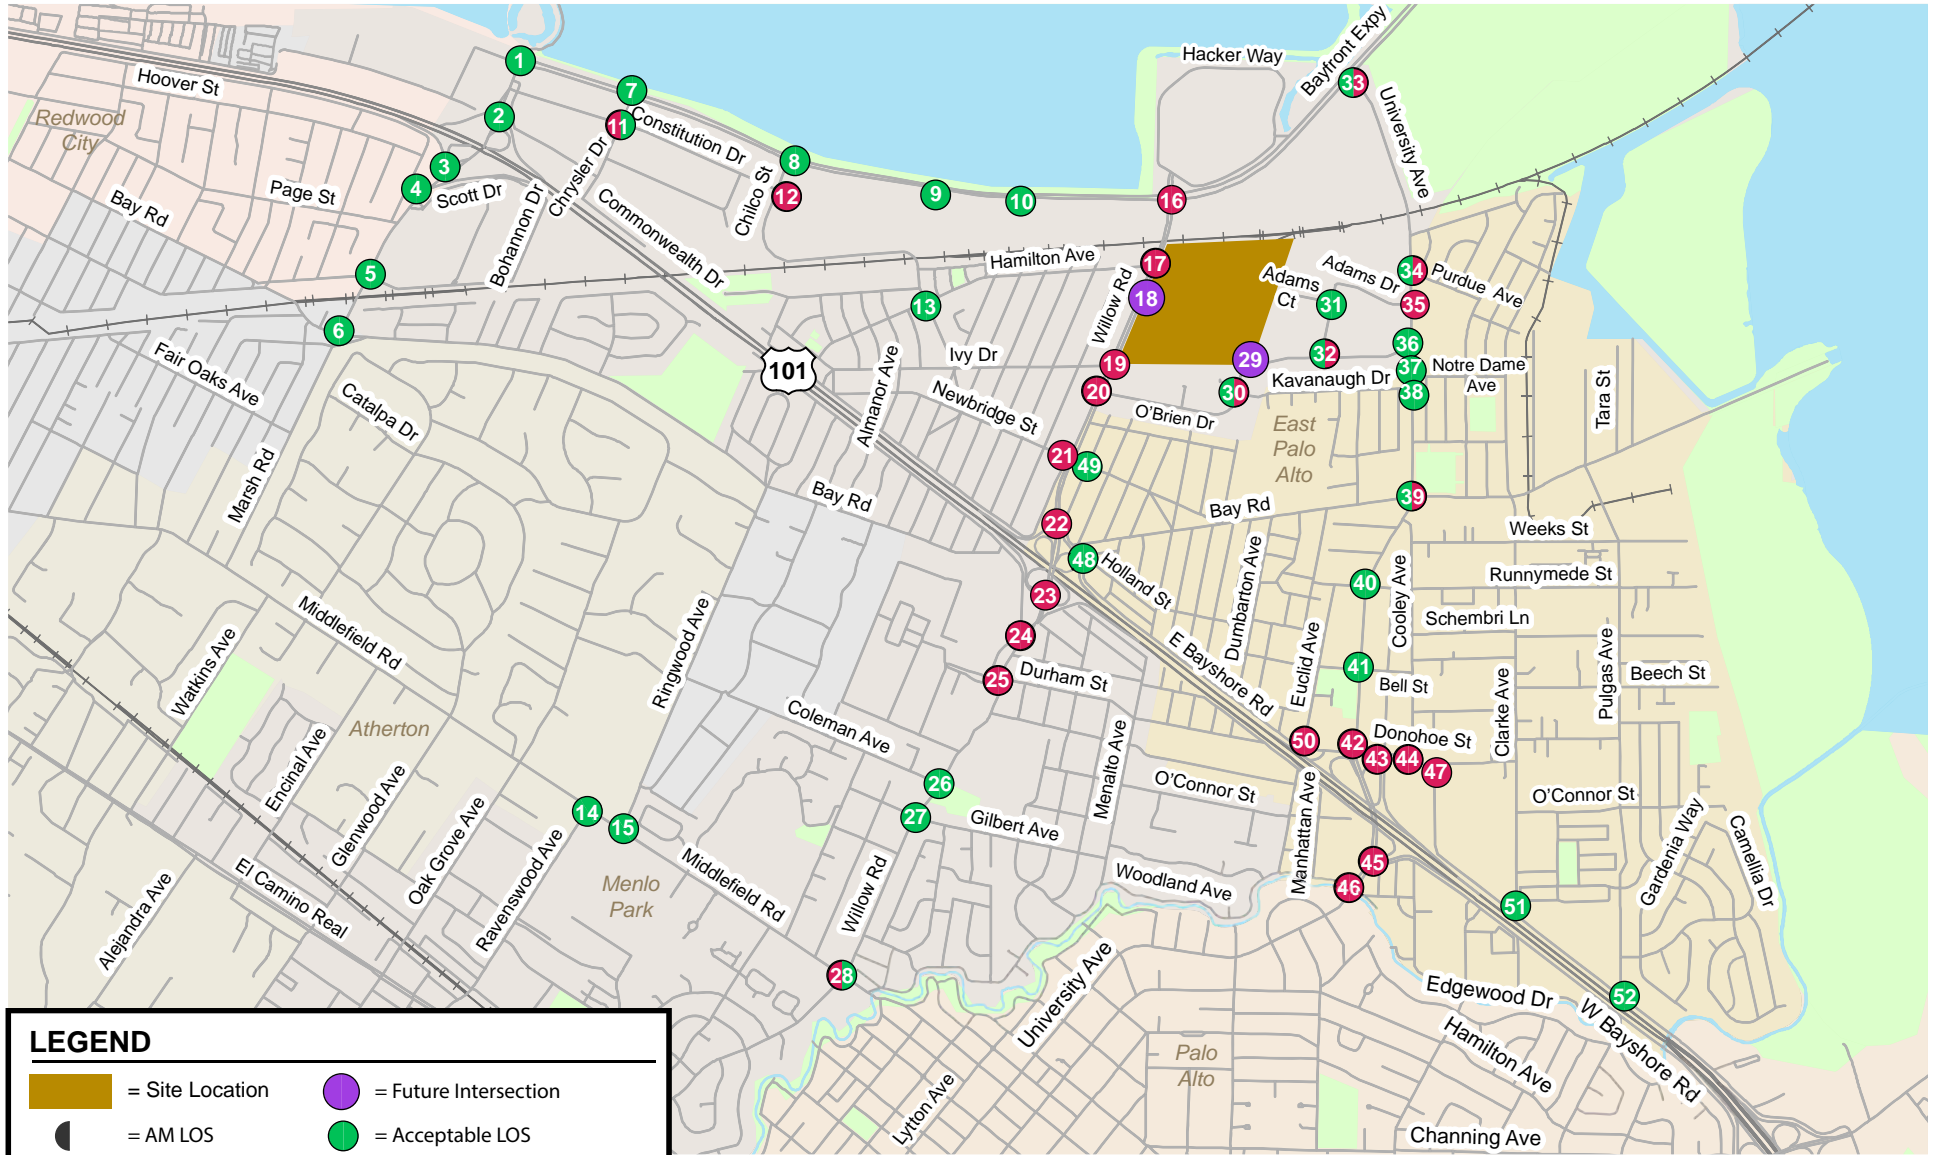 Hacker Way
Bayfront Expy
1
Hoover St
7
33
Redwood
City
2
11
Constitution Dr
University Ave
3
Chrysler Dr
8
4
Scott Dr
Page St
Bay Rd
Bohannon Dr
Commonwealth Dr
Chilco St
12
9
10
16
5
Hamilton Ave
17
Adams
Ct
Adams Dr
34
Purdue Ave
6
13
Willow Rd
18
31
35
Fair Oaks Ave
101
Almanor Ave
Ivy Dr
19
29
32
36
37
Notre Dame
Ave
Catalpa Dr
Newbridge St
20
30
Kavanaugh Dr
38
Tara St
O'Brien Dr
East
Palo
Alto
Marsh Rd
21
49
Bay Rd
Bay Rd
39
22
Weeks St
48
Holland St
Dumbarton Ave
Cooley Ave
40
Runnymede St
23
Schembri Ln
Middlefield Rd
Watkins Ave
Ringwood Ave
24
E Bayshore Rd
Euclid Ave
41
Bell St
Pulgas Ave
Beech St
25
Durham St
Clarke Ave
Atherton
Coleman Ave
Menalto Ave
50
42
Donohoe St
43
44
47
Encinal Ave
Glenwood Ave
26
O'Connor St
O'Connor St
14
15
27
Gilbert Ave
Manhattan Ave
Oak Grove Ave
Ravenswood Ave
Gardenia Way
Camellia Dr
El Camino Real
Alejandra Ave
Menlo
Park
Middlefield Rd
Willow Rd
Woodland Ave
45
46
51
28
University Ave
Edgewood Dr
52
W Bayshore Rd
Hamilton Ave
Palo
Alto
Lytton Ave
Channing Ave
LEGEND
= Site Location
= Future Intersection
= AM LOS
= Acceptable LOS